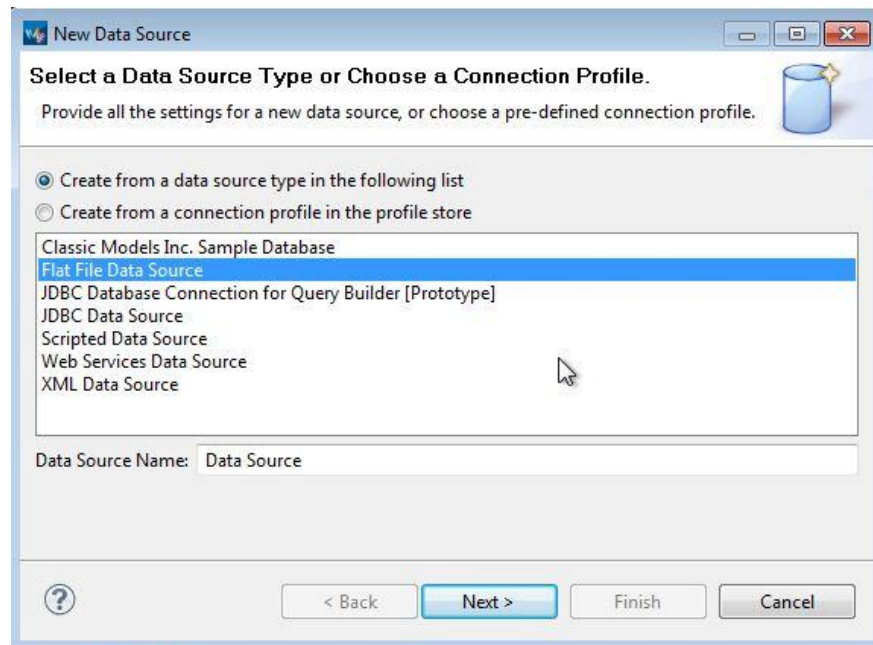 New Data Source
Select a Data Source Type or Choose a Connection Profile.
Provide all the settings for a new data source, or choose a pre-defined connection profile.
Create from a data source type in the following list
Create from a connection profile in the profile store
Classic Models Inc. Sample Database
Flat File Data Source
JDBC Database Connection for Query Builder [Prototype]
JDBC Data Source
Scripted Data Source
Web Services Data Source
XML Data Source
Data Source Name: Data Source
? < Back Next > Finish Cancel